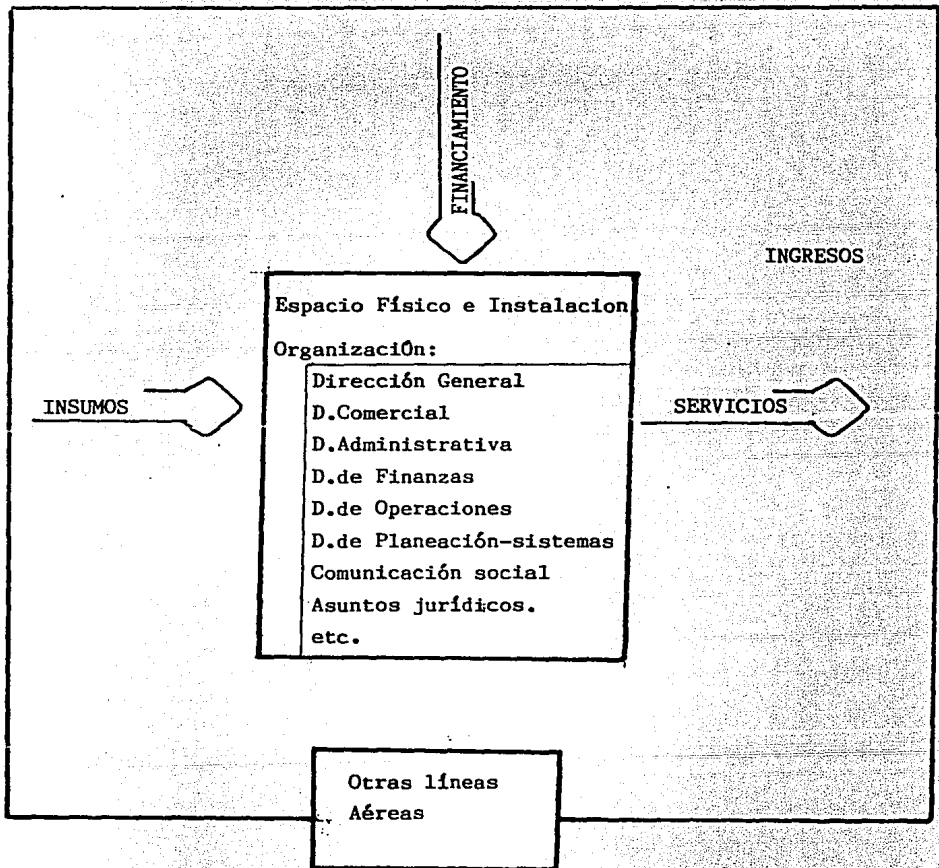 FINANCIAMIENTO
INGRESOS
Espacio Físico e Instalacion
OrganizaciOn:
Dirección General
INSUMOS
D.Comercial
SERVICIOS
D.Administrativa
D.de Finanzas
D.de Operaciones
D.de Planeación-sistemas
Comunicación social
Asuntos jurídicos.
etc.
Otras líneas
Aéreas